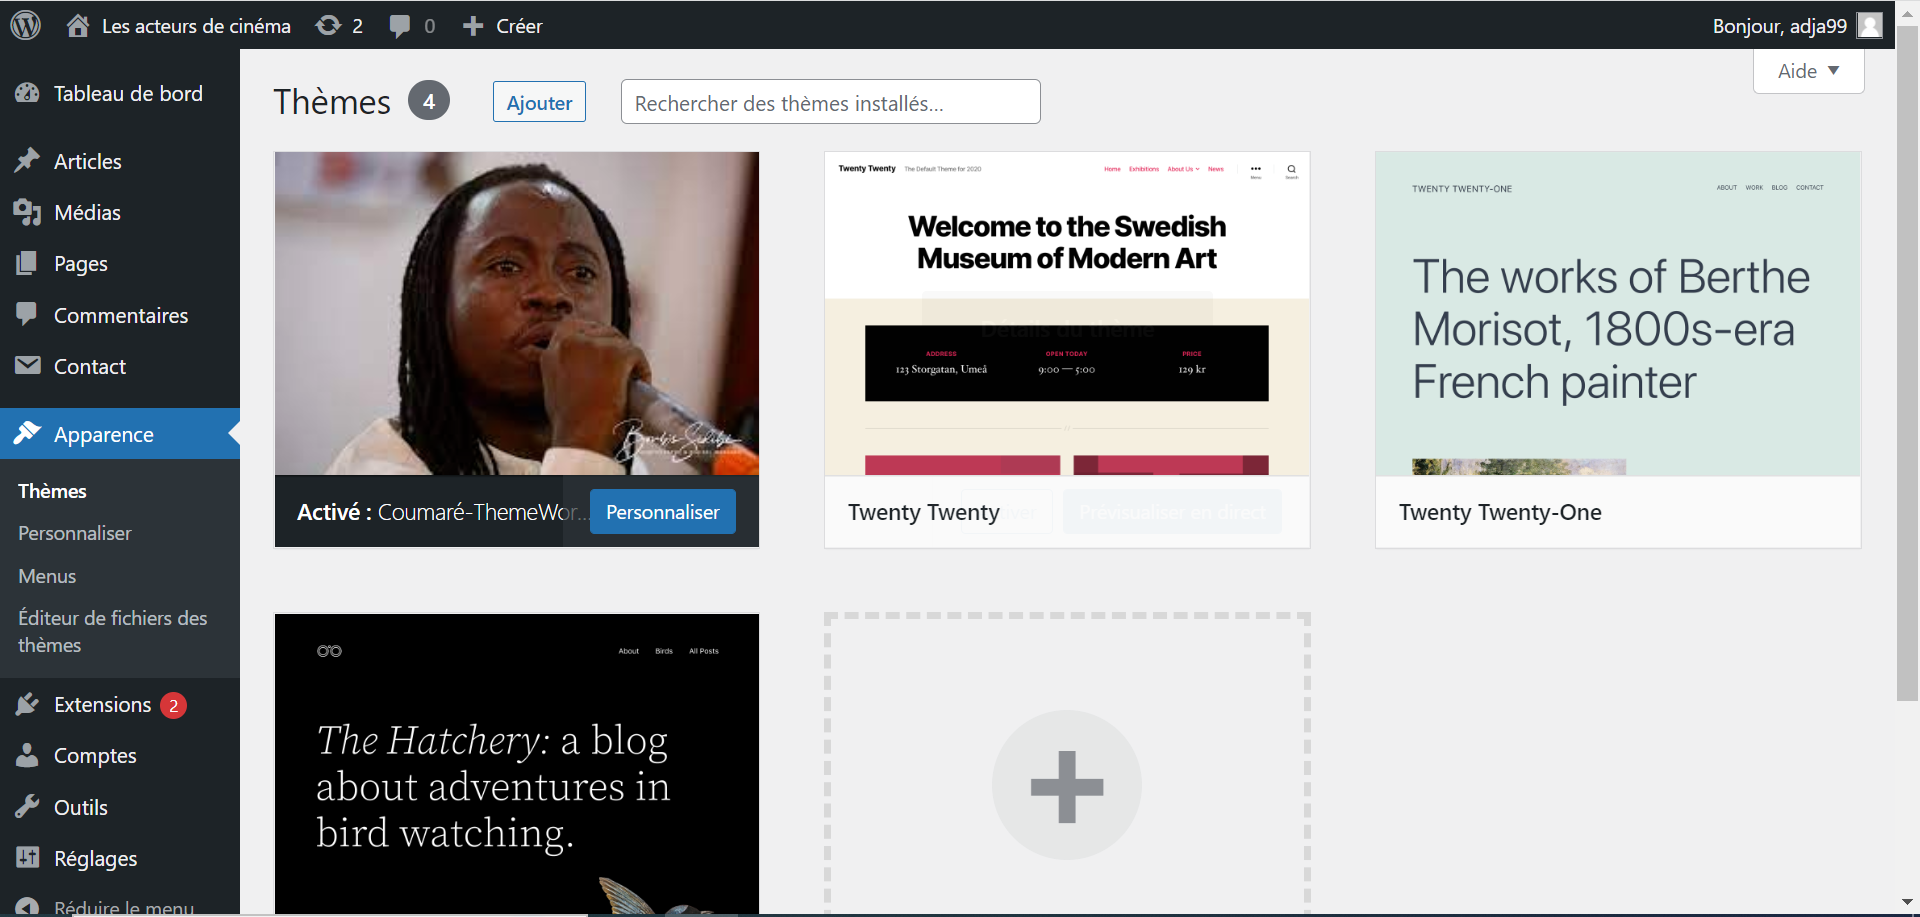 Les acteurs de cinéma
2
0
Créer
Bonjour, adja99
Aide
Tableau de bord
Articles
Médias
Pages
Commentaires
Contact
Apparence
Thèmes
Personnaliser
Menus
Éditeur de fichiers des
thèmes
Extensions 2
Comptes
Outils
Réglages
Réduire le menu
Thèmes 4
Ajouter
Rechercher des thèmes installés...
Activé : Coumaré-ThemeWor...
Personnaliser
Twenty Twenty
The Default Theme for 2020
Home
Exhibitions
About Us
News
Menu
Search
Welcome to the Swedish
Museum of Modern Art
Détails du thème
ADDRESS
OPEN TODAY
PRICE
123 Storgatan, Umeå
9:00 — 5:00
129 kr
Twenty Twenty
Prévisualiser en direct
TWENTY TWENTY-ONE
ABOUT
WORK
BLOG
CONTACT
The works of Berthe
Morisot, 1800s-era
French painter
Twenty Twenty-One
About
Birds
All Posts
The Hatchery: a blog
about adventures in
bird watching.